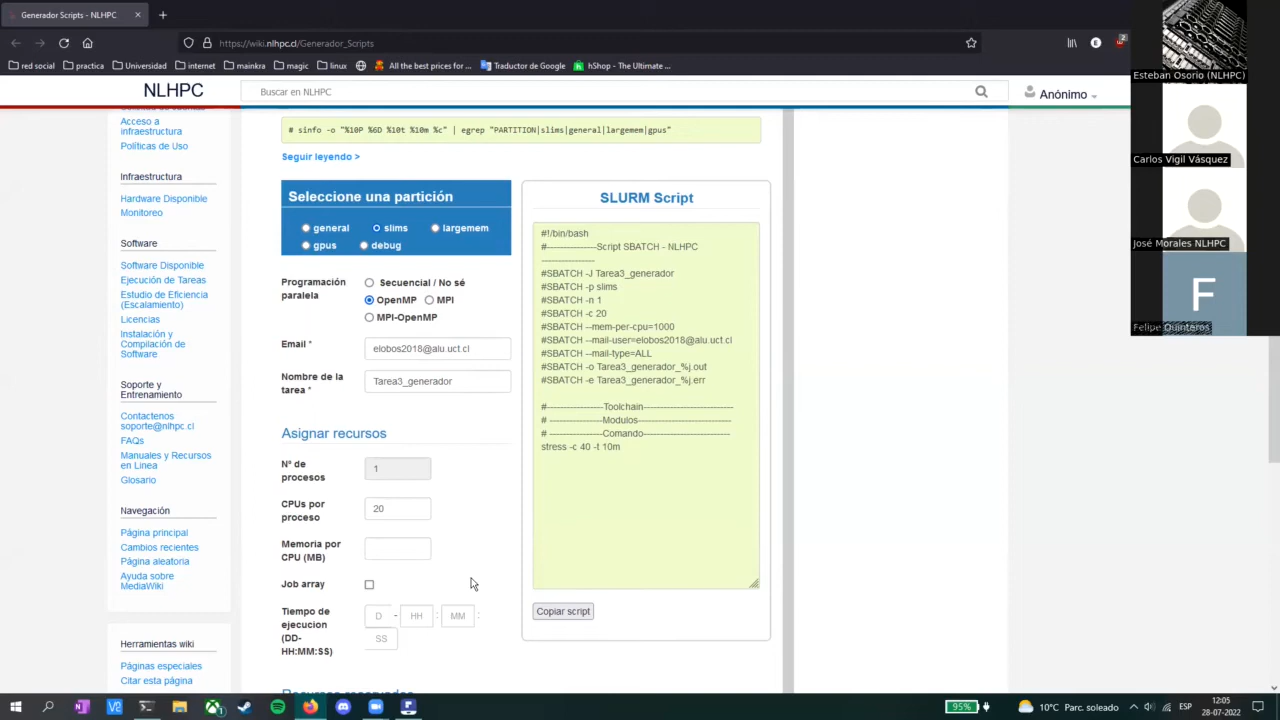 Generador Scripts - NLHPC
https://wiki.nlhpc.cl/Generador_Scripts
red social
practica
Universidad
internet
mainkra
magic
linux
All the best prices for ...
Traductor de Google
hShop - The Ultimate ...
NLHPC
Buscar en NLHPC
Anónimo
Acceso a
infraestructura
Políticas de Uso
Infraestructura
Hardware Disponible
Monitoreo
Software
Software Disponible
Ejecución de Tareas
Estudio de Eficiencia
(Escalamiento)
Licencias
Instalación y
Compilación de
Software
Soporte y
Entrenamiento
Contactenos
soporte@nlhpc.cl
FAQs
Manuales y Recursos
en Linea
Glosario
Navegación
Página principal
Cambios recientes
Página aleatoria
Ayuda sobre
MediaWiki
Herramientas wiki
Páginas especiales
Citar esta página
# sinfo -o "%10P %6D %10t %10m %c" | egrep "PARTITION|slims|general|largemem|gpus"
Seguir leyendo >
Seleccione una partición
general
slims
largemem
gpus
debug
Programación
paralela
Secuencial / No sé
OpenMP
MPI
MPI-OpenMP
Email *
elobos2018@alu.uct.cl
Nombre de la
tarea *
Tarea3_generador
Asignar recursos
Nº de
procesos
1
CPUs por
proceso
20
Memoria por
CPU (MB)
Job array
Tiempo de
ejecucion
(DD-
HH:MM:SS)
D - HH : MM :
SS
Recursos reservados
SLURM Script
#!/bin/bash
#----------------Script SBATCH - NLHPC
-----------------
#SBATCH -J Tarea3_generador
#SBATCH -p slims
#SBATCH -n 1
#SBATCH -c 20
#SBATCH --mem-per-cpu=1000
#SBATCH --mail-user=elobos2018@alu.uct.cl
#SBATCH --mail-type=ALL
#SBATCH -o Tarea3_generador_%j.out
#SBATCH -e Tarea3_generador_%j.err
#-----------------Toolchain---------------------------
# ----------------Modulos----------------------------
# ----------------Comando--------------------------
stress -c 40 -t 10m
Copiar script
Esteban Osorio (NLHPC)
Carlos Vigil Vásquez
José Morales NLHPC
F
Felipe Quinteros
95%
10°C Parc. soleado
ESP
12:05
28-07-2022